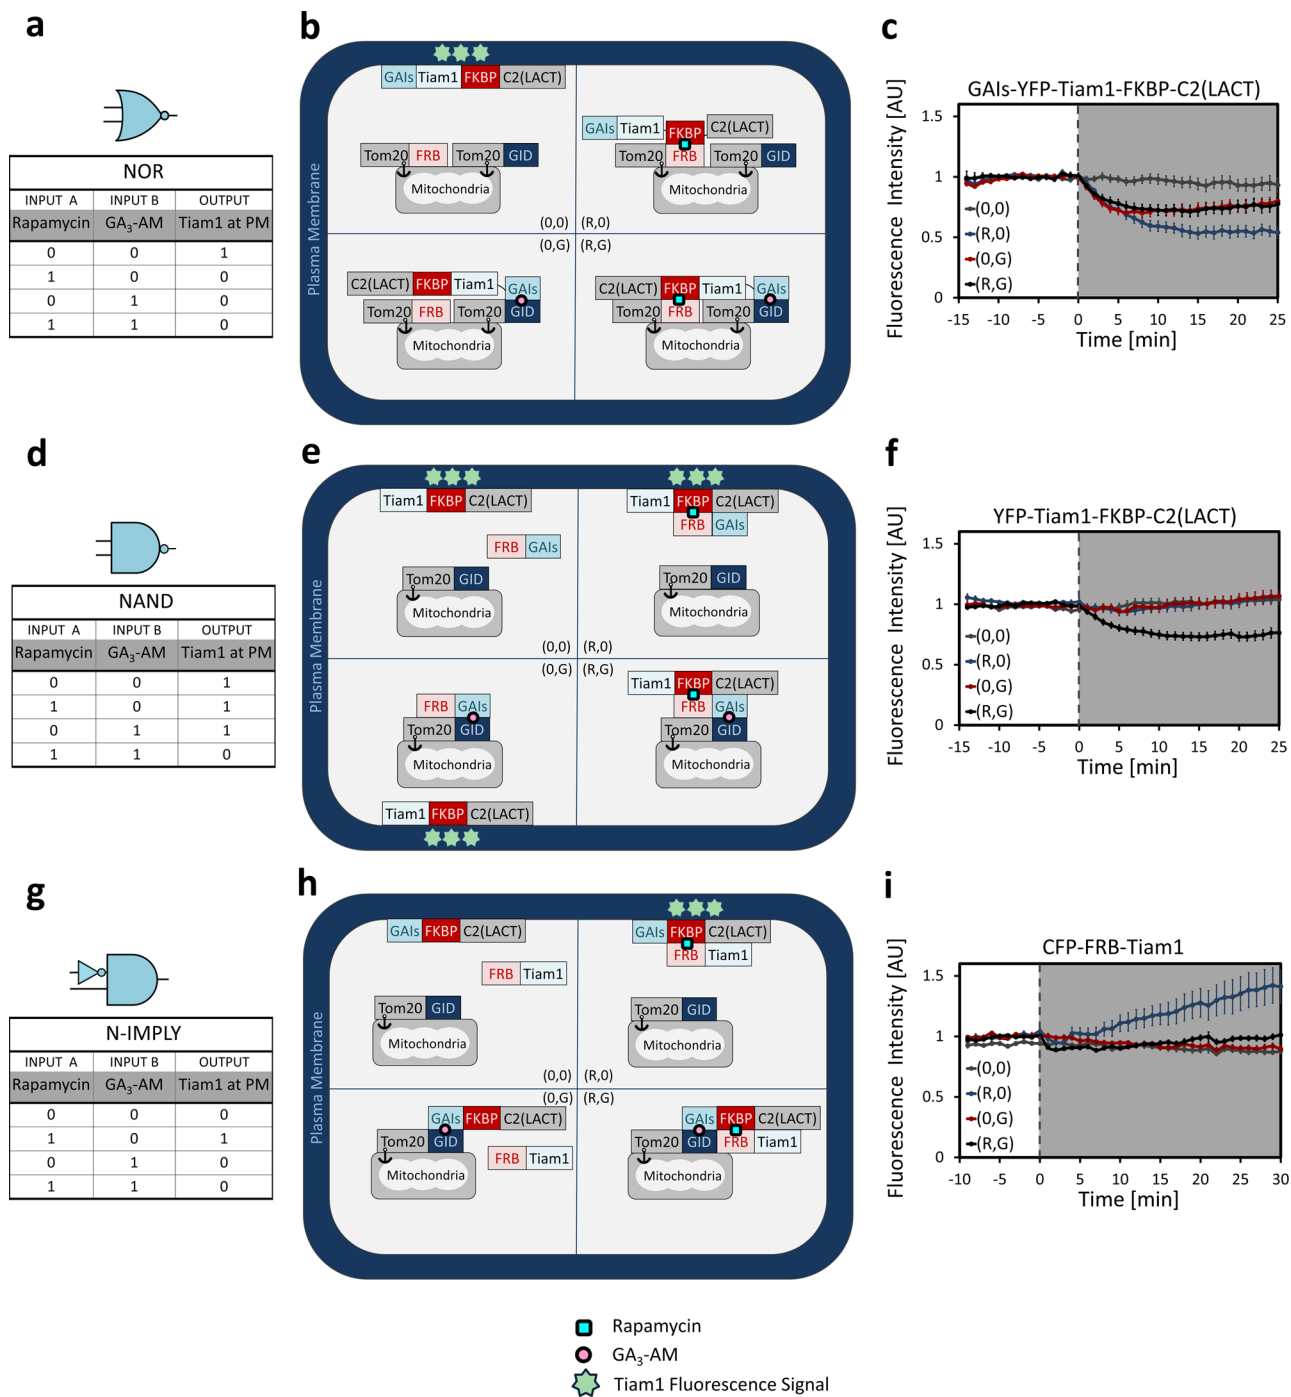 a
NOR
INPUT A INPUT B OUTPUT
Rapamycin GA3-AM Tiam1 at PM
0 0 1
1 0 0
0 1 0
1 1 0
b
Plasma Membrane
GAIs Tiam1 FKBP C2(LACT)
Tom20 FRB Tom20 GID
Mitochondria
(0,0)
GAIs Tiam1 FKBP C2(LACT)
Tom20 FRB Tom20 GID
Mitochondria
(R,0)
(0,G)
C2(LACT) FKBP Tiam1 GAIs
Tom20 FRB Tom20 GID
Mitochondria
(R,G)
C2(LACT) FKBP Tiam1 GAIs
Tom20 FRB Tom20 GID
Mitochondria
c
GAIs-YFP-Tiam1-FKBP-C2(LACT)
Fluorescence Intensity [AU]
1.5
1
0.5
0
(0,0)
(R,0)
(0,G)
(R,G)
-15 -10 -5 0 5 10 15 20 25
Time [min]
d
NAND
INPUT A INPUT B OUTPUT
Rapamycin GA3-AM Tiam1 at PM
0 0 1
1 0 1
0 1 1
1 1 0
e
Plasma Membrane
Tiam1 FKBP C2(LACT)
FRB GAIs
Tom20 GID
Mitochondria
(0,0)
Tiam1 FKBP C2(LACT)
FRB GAIs
Tom20 GID
Mitochondria
(R,0)
(0,G)
FRB GAIs
Tom20 GID
Mitochondria
Tiam1 FKBP C2(LACT)
(R,G)
Tiam1 FKBP C2(LACT)
FRB GAIs
Tom20 GID
Mitochondria
f
YFP-Tiam1-FKBP-C2(LACT)
Fluorescence Intensity [AU]
1.5
1
0.5
0
(0,0)
(R,0)
(0,G)
(R,G)
-15 -10 -5 0 5 10 15 20 25
Time [min]
g
N-IMPLY
INPUT A INPUT B OUTPUT
Rapamycin GA3-AM Tiam1 at PM
0 0 0
1 0 1
0 1 0
1 1 0
h
Plasma Membrane
GAIs FKBP C2(LACT)
FRB Tiam1
Tom20 GID
Mitochondria
(0,0)
GAIs FKBP C2(LACT)
FRB Tiam1
Tom20 GID
Mitochondria
(R,0)
(0,G)
GAIs FKBP C2(LACT)
Tom20 GID
FRB Tiam1
Mitochondria
(R,G)
GAIs FKBP C2(LACT)
Tom20 GID FRB Tiam1
Mitochondria
i
CFP-FRB-Tiam1
Fluorescence Intensity [AU]
1.5
1
0.5
0
(0,0)
(R,0)
(0,G)
(R,G)
-10 -5 0 5 10 15 20 25 30
Time [min]
Rapamycin
GA3-AM
Tiam1 Fluorescence Signal